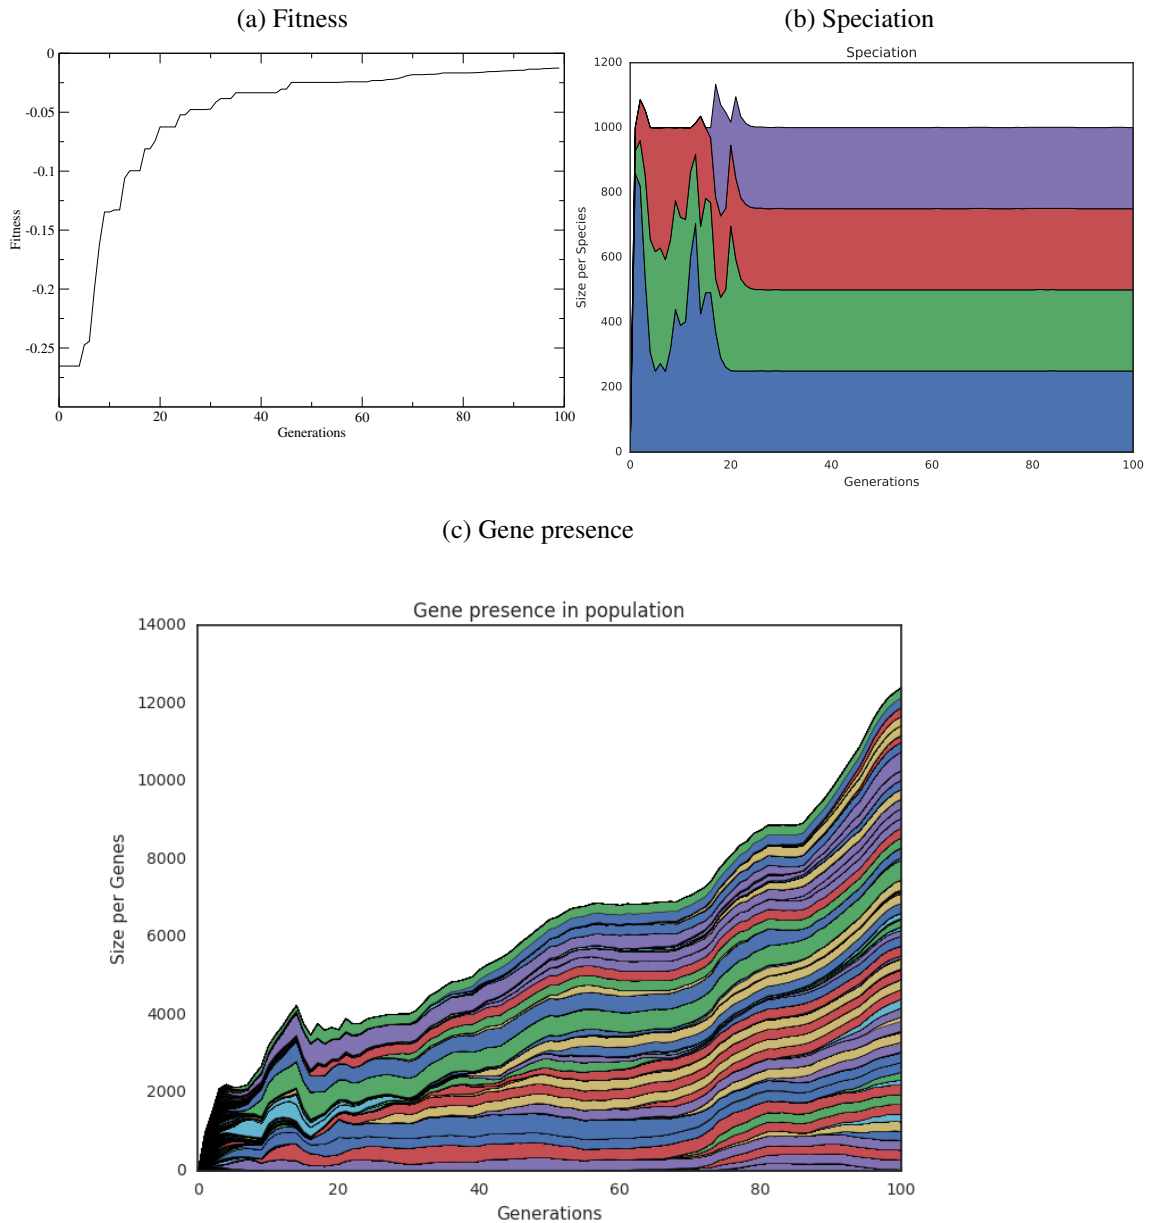 (a) Fitness
0
-0.05
-0.1
-0.15
-0.2
-0.25
Fitness
0 20 40 60 80 100
Generations
(b) Speciation
Speciation
1200
1000
800
600
400
200
0
Size per Species
0 20 40 60 80 100
Generations
(c) Gene presence
Gene presence in population
14000
12000
10000
8000
6000
4000
2000
0
Size per Genes
0 20 40 60 80 100
Generations